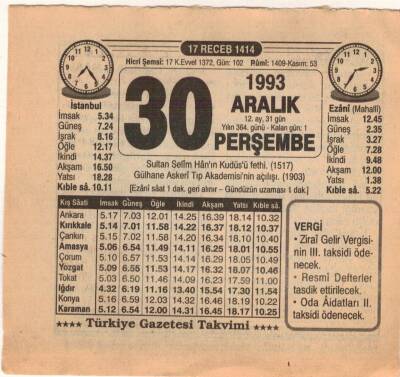 17 RECEB 1414
Hicrî Şemsî: 17 K.Evvel 1372, Gün: 102 Rûmî: 1409-Kasım: 53
30
1993
ARALIK
12. ay, 31 gün
Yılın 364. günü - Kalan gün: 1
PERŞEMBE
Sultan Selîm Hân'ın Kudüs'ü fethi. (1517)
Gülhane Askerî Tıp Akademisi'nin açılışı. (1903)
[Ezânî sâat 1 dak. geri alınır – Gündüzün uzaması 1 dak.]
İstanbul
İmsak 5.34
Güneş 7.24
İşrak 8.16
Öğle 12.17
İkindi 14.37
Akşam 16.50
Yatsı 18.28
Kıble sâ. 10.11
Ezânî (Mahallî)
İmsak 12.45
Güneş 2.35
İşrak 3.27
Öğle 7.28
İkindi 9.48
Akşam 12.00
Yatsı 1.38
Kıble sâ. 5.22
Kış Sâati İmsak Güneş Öğle İkindi Akşam Yatsı Kıble sâ.
Ankara 5.17 7.03 12.01 14.25 16.39 18.14 10.32
Kırıkkale 5.14 7.01 11.58 14.22 16.37 18.12 10.37
Çankırı 5.15 7.02 11.58 14.20 16.34 18.10 10.40
Amasya 5.06 6.54 11.49 14.11 16.25 18.01 10.55
Çorum 5.10 6.57 11.53 14.14 16.29 18.05 10.49
Yozgat 5.09 6.55 11.53 14.17 16.32 18.07 10.46
Tokat 5.03 6.50 11.46 14.09 16.23 17.59 11.00
Iğdır 4.32 6.19 11.16 13.40 15.54 17.30 11.54
Konya 5.16 6.59 12.03 14.32 16.46 18.19 10.22
Karaman 5.12 6.54 12.00 14.31 16.45 18.17 10.25
VERGİ
• Ziraî Gelir Vergisi-
nin III. taksidi öde-
necek.
• Resmî Defterler
tasdik ettirilecek.
• Oda Âidatları II.
taksidi ödenecek.
★★★★ Türkiye Gazetesi Takvimi ★★★★